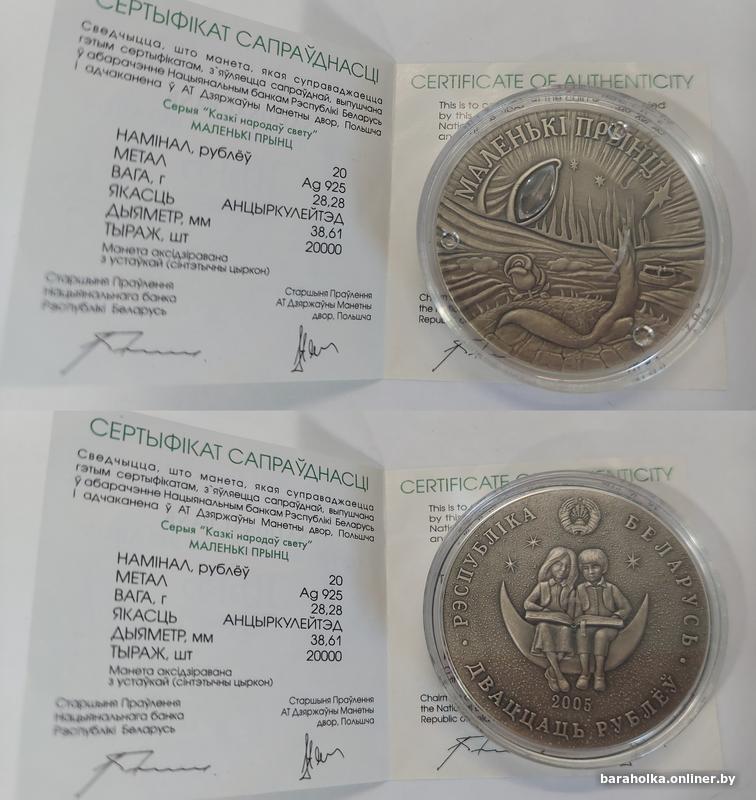 СЕРТЫФІКАТ САПРАЎДНАСЦІ
Сведчыцца, што манета, якая суправаджаецца
гэтым сертыфікатам, з'яўляецца сапраўднай, выпушчана
ў абарачэнне Нацыянальным банкам Рэспублікі Беларусь
і адчаканена ў АТ Дзяржаўны Манетны двор, Польшча
Серыя "Казкі народаў свету"
МАЛЕНЬКІ ПРЫНЦ
НАМІНАЛ, рублёў 20
МЕТАЛ Ag 925
ВАГА, г 28,28
ЯКАСЦЬ АНЦЫРКУЛЕЙТЭД
ДЫЯМЕТР, мм 38,61
ТЫРАЖ, шт 20000
Манета аксідзіравана
з устаўкай (сінтэтычны цыркон)
Старшыня Праўлення
Нацыянальнага банка
Рэспублікі Беларусь
Старшыня Праўлення
АТ Дзяржаўны Манетны
двор, Польшча
CERTIFICATE OF AUTHENTICITY
This is to
by this
МАЛЕНЬКІ ПРЫНЦ
the
СЕРТЫФІКАТ САПРАЎДНАСЦІ
Сведчыцца, што манета, якая суправаджаецца
гэтым сертыфікатам, з'яўляецца сапраўднай, выпушчана
ў абарачэнне Нацыянальным банкам Рэспублікі Беларусь
і адчаканена ў АТ Дзяржаўны Манетны двор, Польшча
Серыя "Казкі народаў свету"
МАЛЕНЬКІ ПРЫНЦ
НАМІНАЛ, рублёў 20
МЕТАЛ Ag 925
ВАГА, г 28,28
ЯКАСЦЬ АНЦЫРКУЛЕЙТЭД
ДЫЯМЕТР, мм 38,61
ТЫРАЖ, шт 20000
Манета аксідзіравана
з устаўкай (сінтэтычны цыркон)
Старшыня Праўлення
Нацыянальнага банка
Рэспублікі Беларусь
Старшыня Праўлення
АТ Дзяржаўны Манетны
двор, Польшча
CERTIFICATE
This is to
by this
РЭСПУБЛІКА БЕЛАРУСЬ
2005
ДВАЦЦАЦЬ РУБЛЁЎ
Chairm
the National
Republic
baraholka.onliner.by